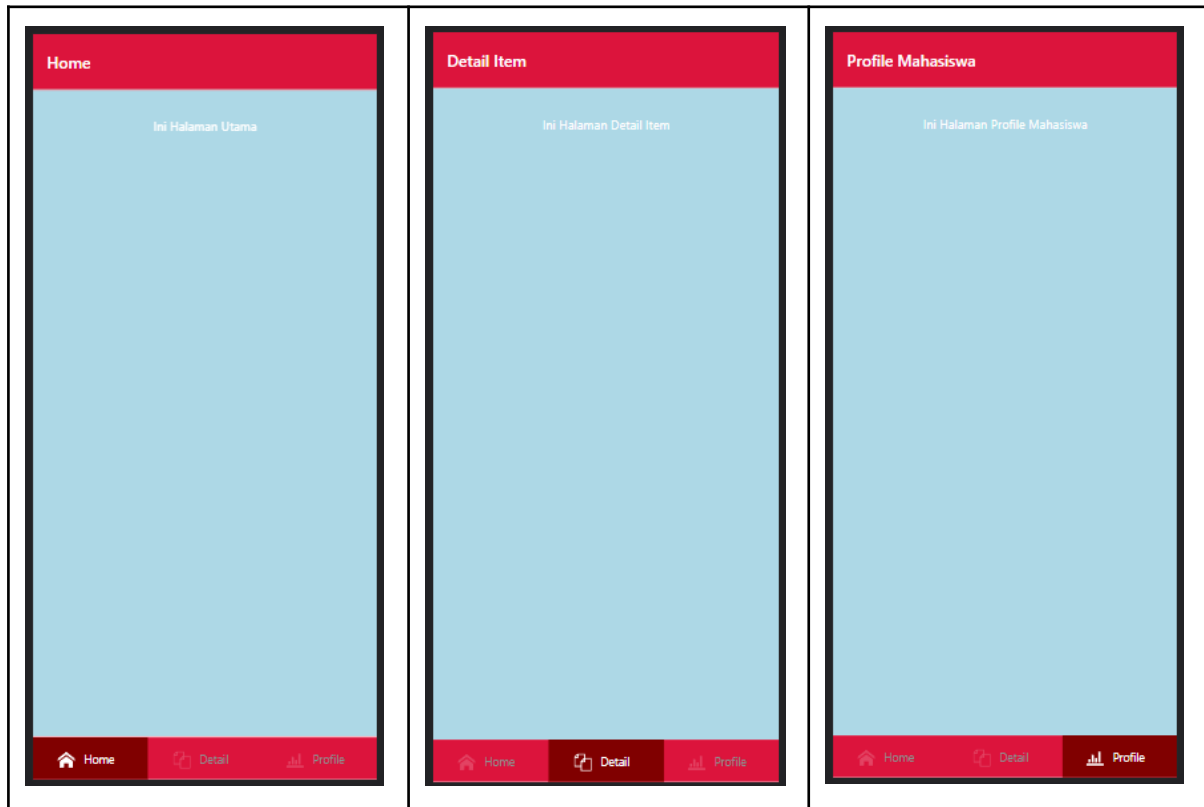 Home
Ini Halaman Utama
Home Detail Profile
Detail Item
Ini Halaman Detail Item
Home Detail Profile
Profile Mahasiswa
Ini Halaman Profile Mahasiswa
Home Detail Profile